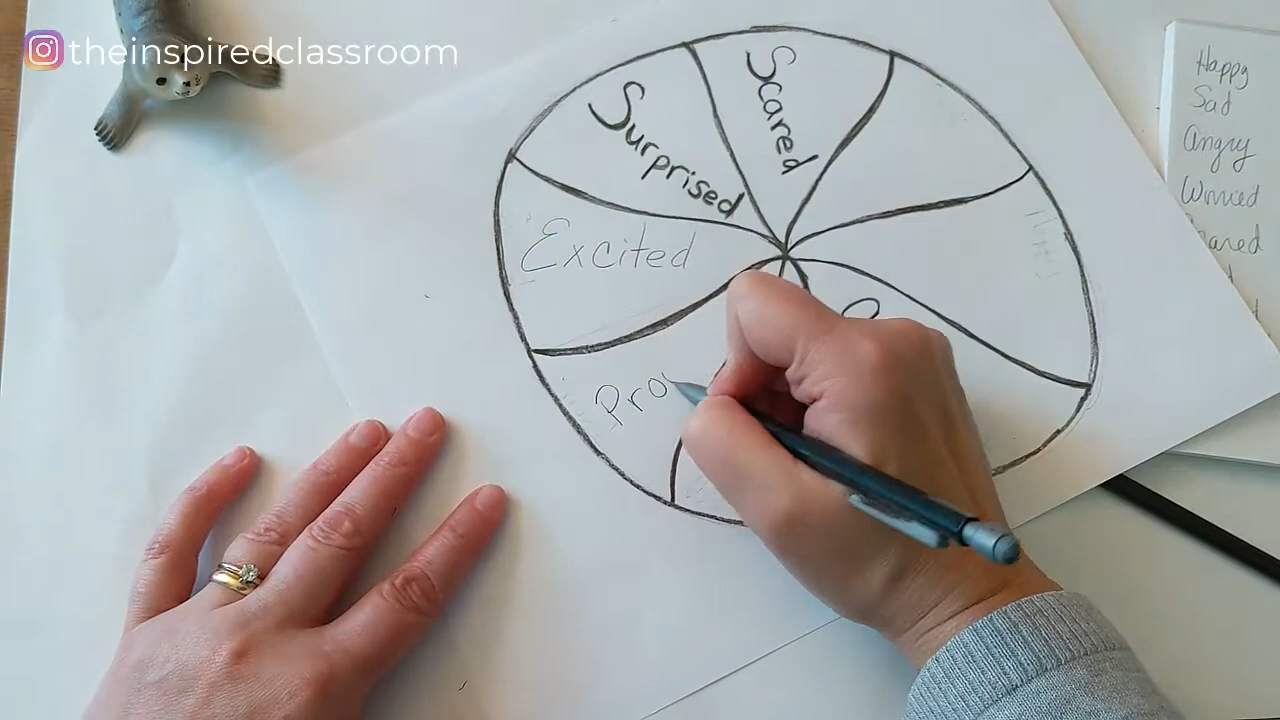 theinspiredclassroom
Scared
Surprised
Excited
Happy
Sad
Angry
Worried